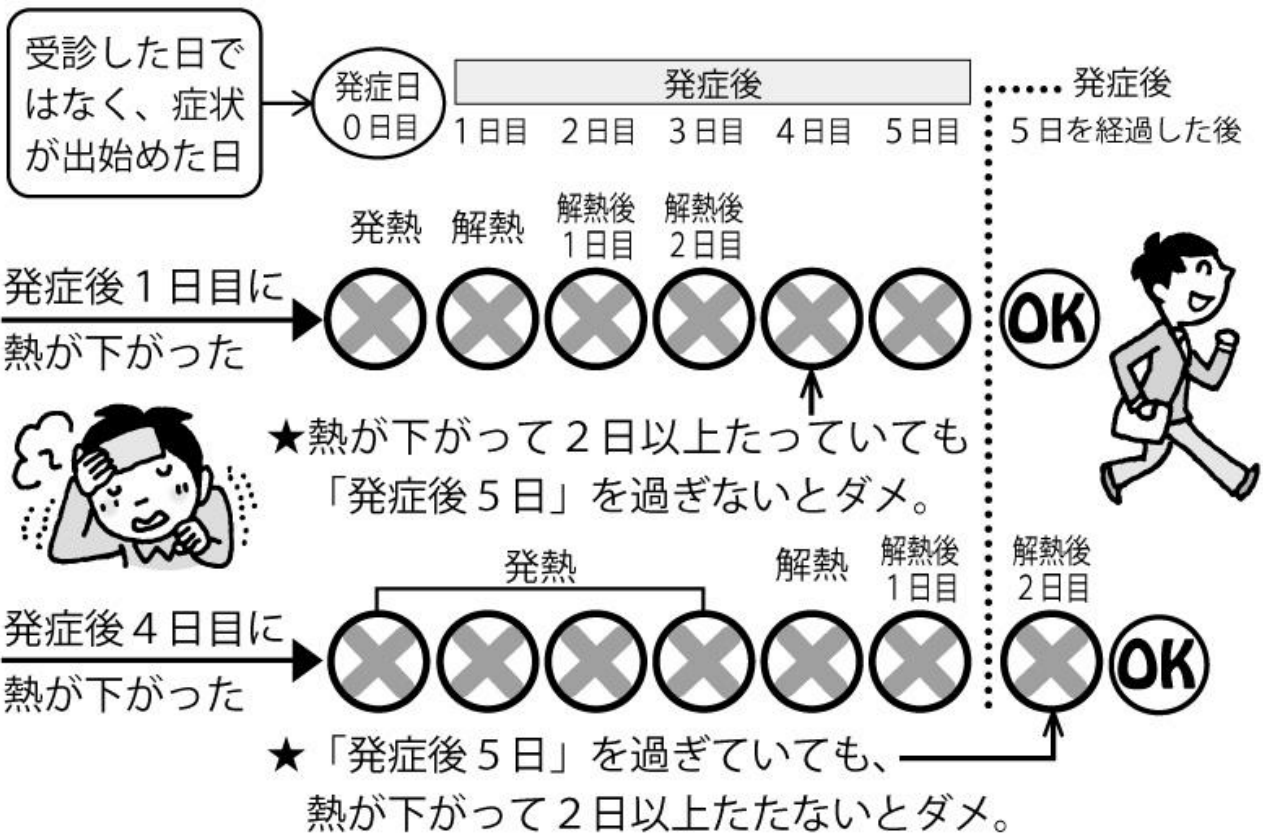 受診した日で
はなく、症状
が出始めた日
発症日
０日目
発症後
１日目 ２日目 ３日目 ４日目 ５日目
発症後
５日を経過した後
発熱 解熱 解熱後１日目 解熱後２日目
発症後１日目に
熱が下がった
OK
★熱が下がって２日以上たっていても
「発症後５日」を過ぎないとダメ。
発熱 解熱 解熱後１日目 解熱後２日目
発症後４日目に
熱が下がった
OK
★「発症後５日」を過ぎていても、
熱が下がって２日以上たたないとダメ。